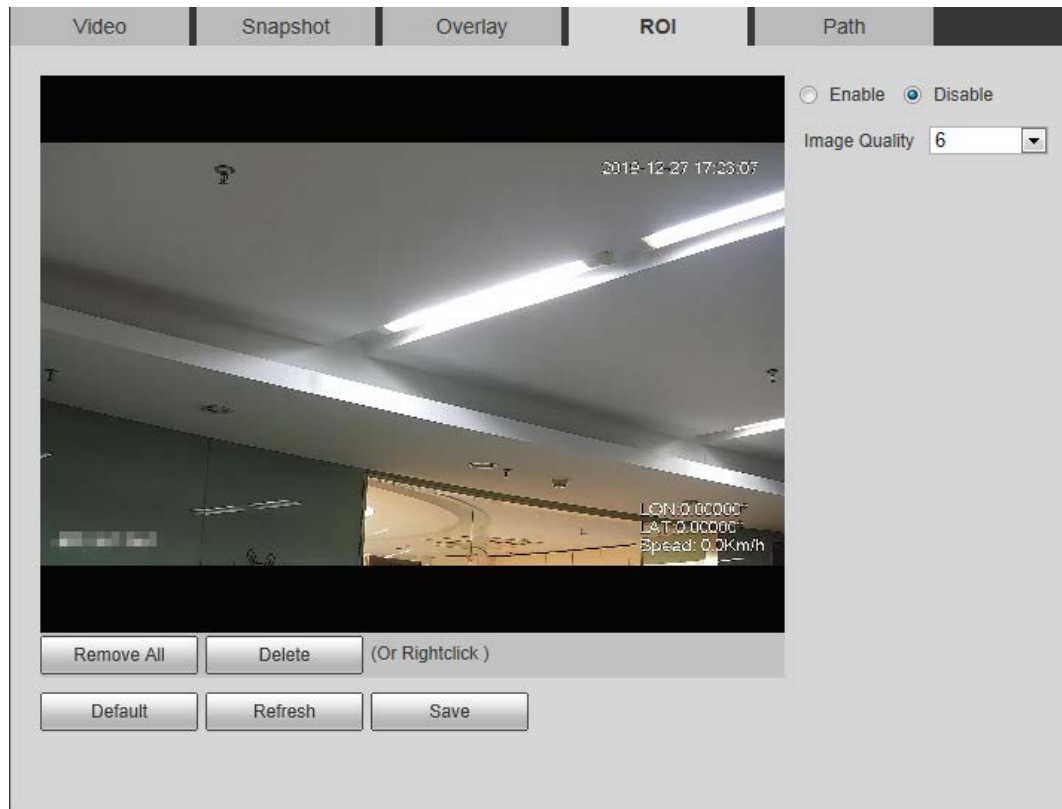 Video Snapshot Overlay ROI Path
Enable Disable
Image Quality 6
2019-12-27 17:23:07
LON:0.00000°
LAT:0.00000°
Speed: 0.0Km/h
Remove All Delete (Or Rightclick )
Default Refresh Save